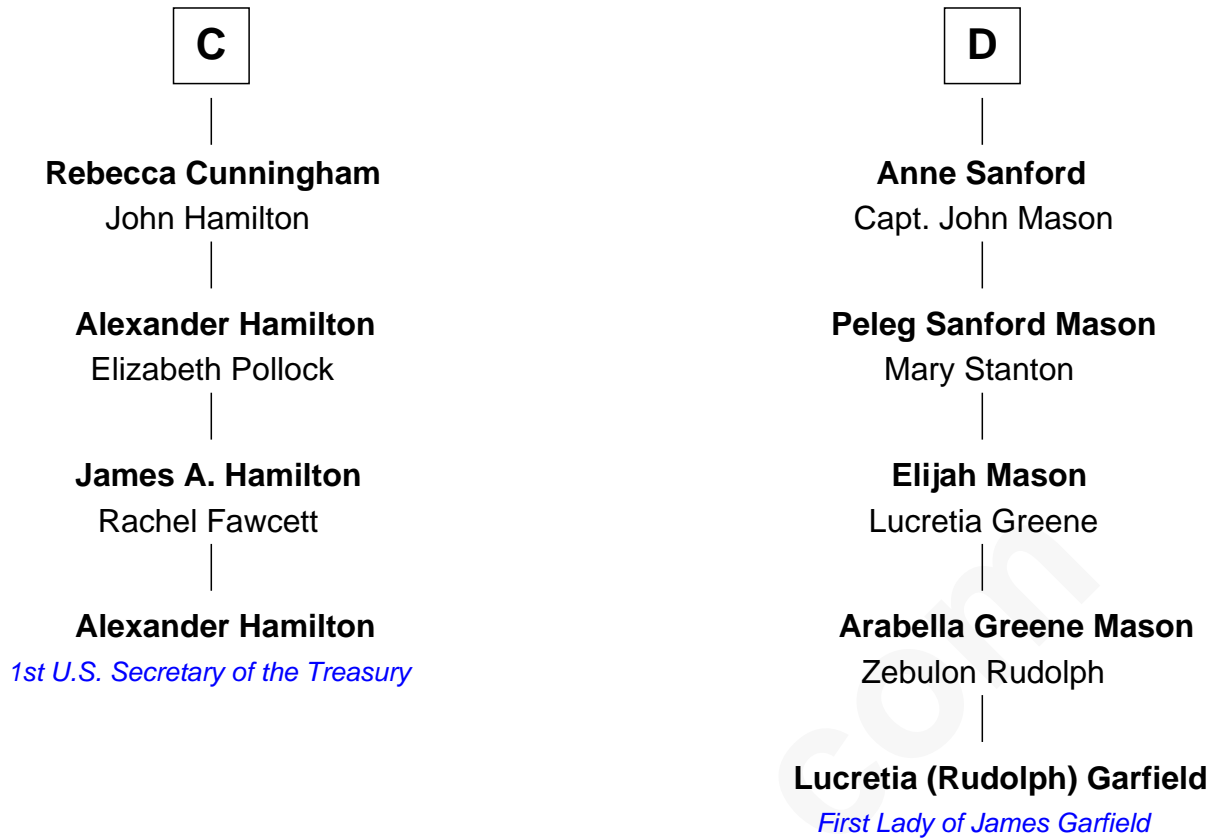 C
Rebecca Cunningham
John Hamilton
Alexander Hamilton
Elizabeth Pollock
James A. Hamilton
Rachel Fawcett
Alexander Hamilton
1st U.S. Secretary of the Treasury
D
Anne Sanford
Capt. John Mason
Peleg Sanford Mason
Mary Stanton
Elijah Mason
Lucretia Greene
Arabella Greene Mason
Zebulon Rudolph
Lucretia (Rudolph) Garfield
First Lady of James Garfield
com